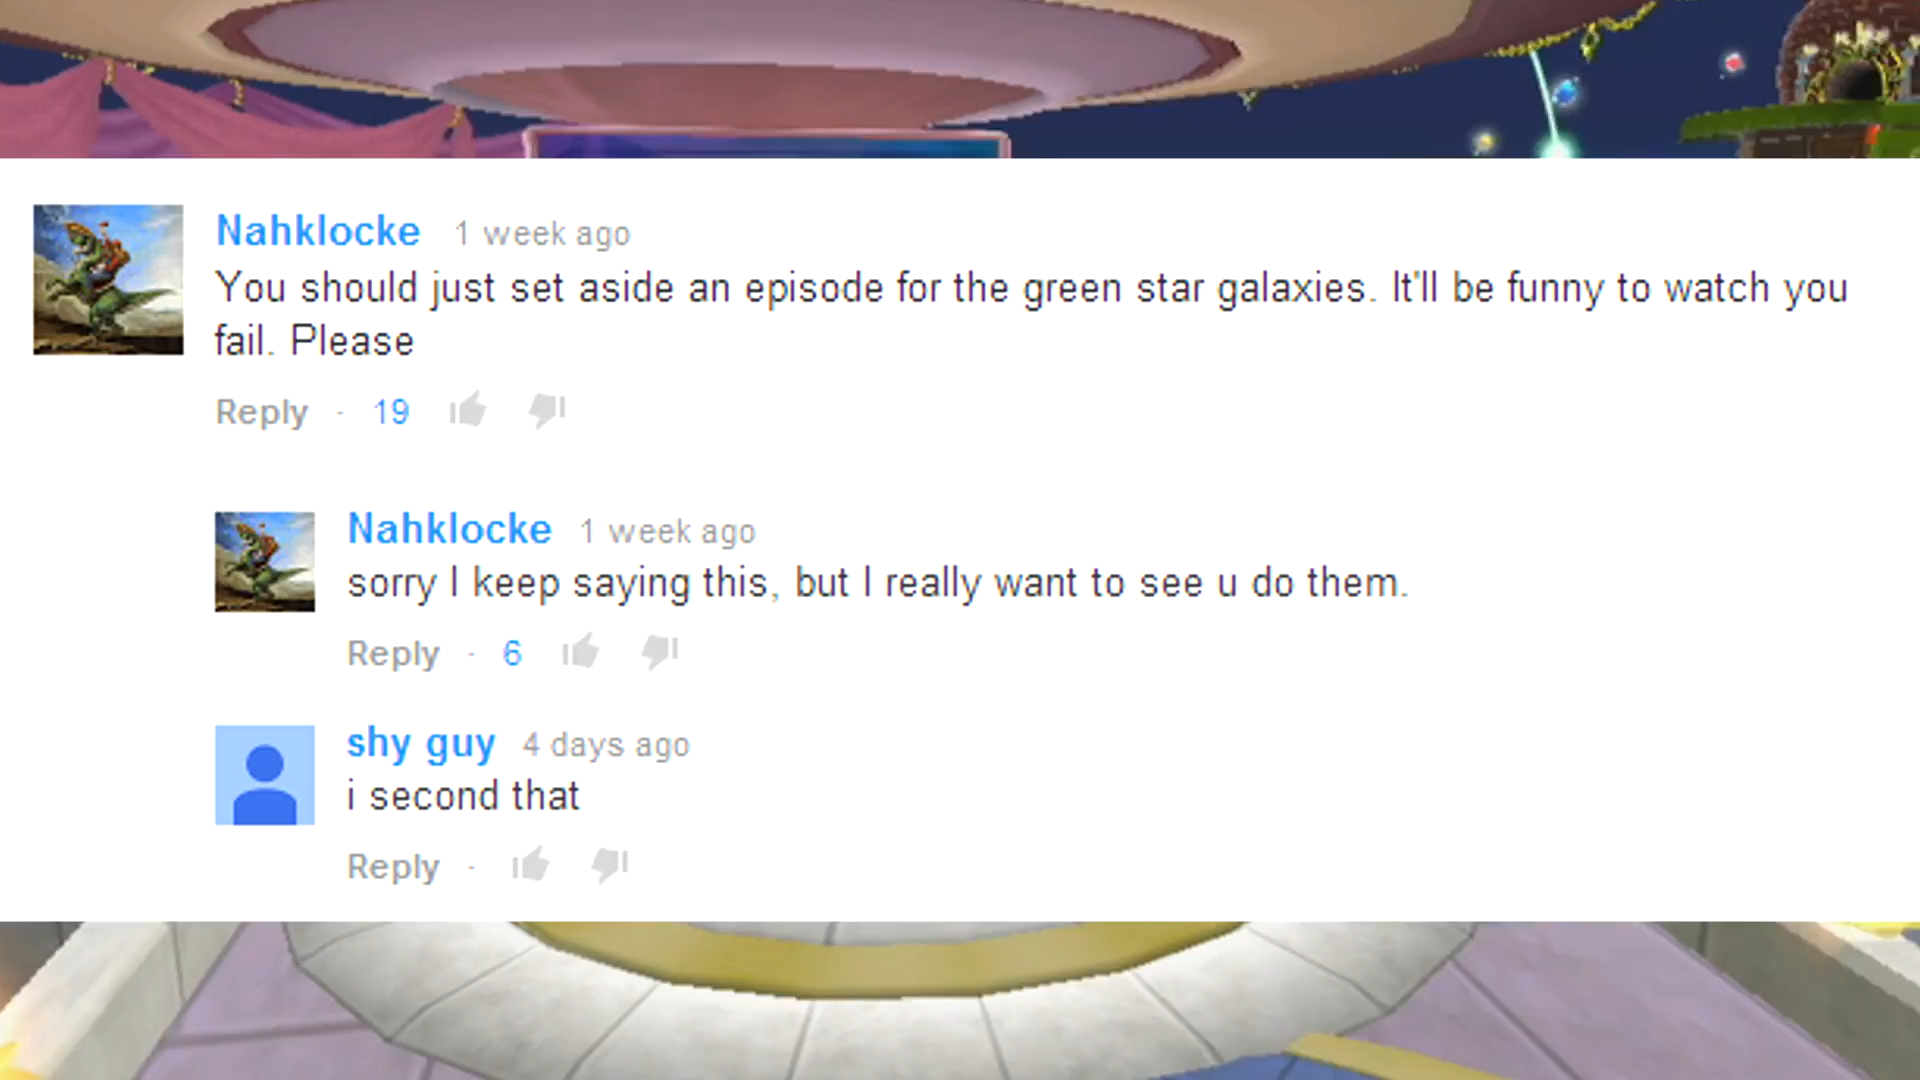 Nahklocke 1 week ago
You should just set aside an episode for the green star galaxies. It'll be funny to watch you
fail. Please
Reply · 19
Nahklocke 1 week ago
sorry I keep saying this, but I really want to see u do them.
Reply · 6
shy guy 4 days ago
i second that
Reply ·